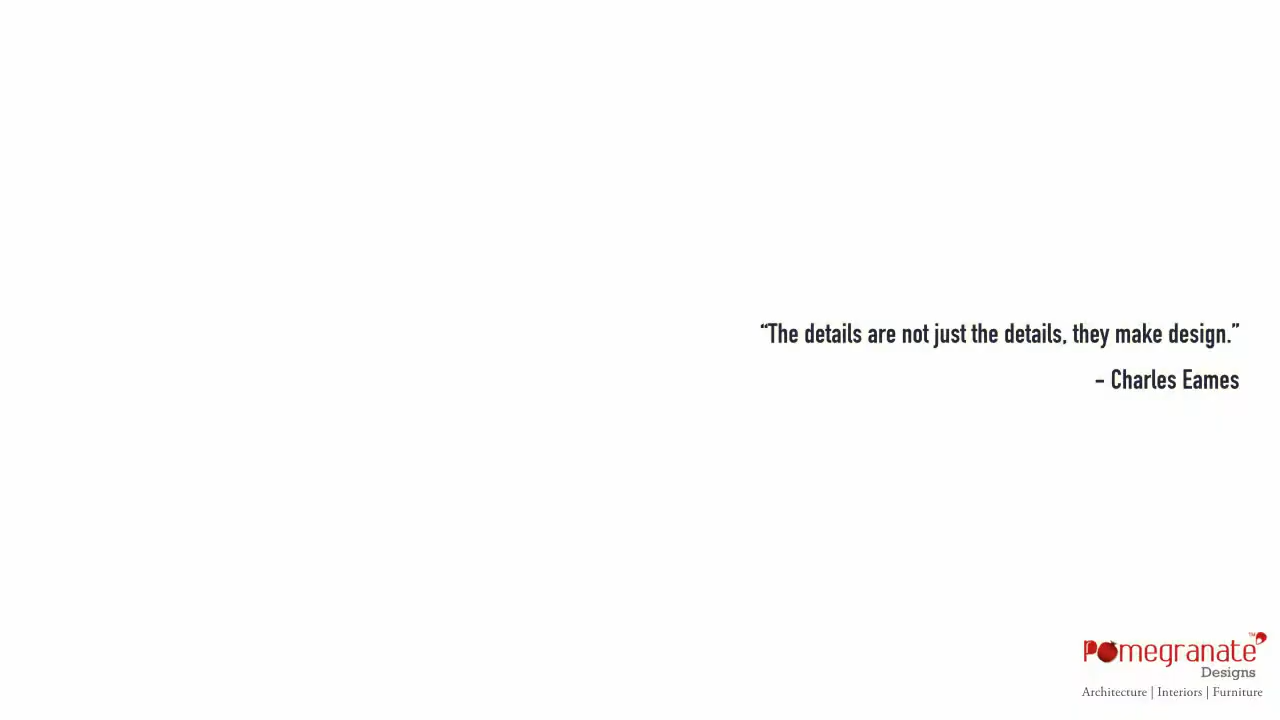 “The details are not just the details, they make design.”
- Charles Eames
Pomegranate™
Designs
Architecture | Interiors | Furniture